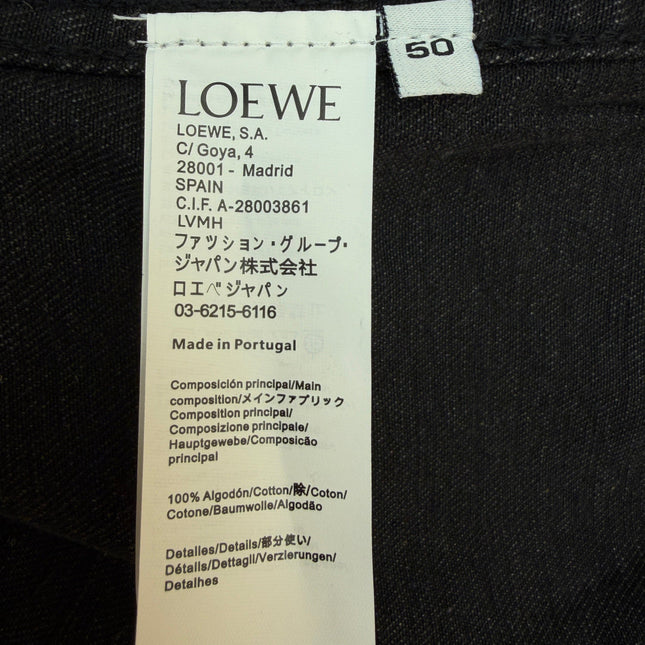 50
LOEWE
LOEWE, S.A.
C/ Goya, 4
28001 - Madrid
SPAIN
C.I.F. A-28003861
LVMH
ファッション・グループ・
ジャパン株式会社
ロエベジャパン
03-6215-6116
Made in Portugal
Composición principal/Main
composition/メインファブリック
Composition principal/
Composizione principale/
Hauptgewebe/Composicão
principal
100% Algodón/Cotton/除/Coton/
Cotone/Baumwolle/Algodão
Detalles/Details/部分使い/
Détails/Dettagli/Verzierungen/
Detalhes